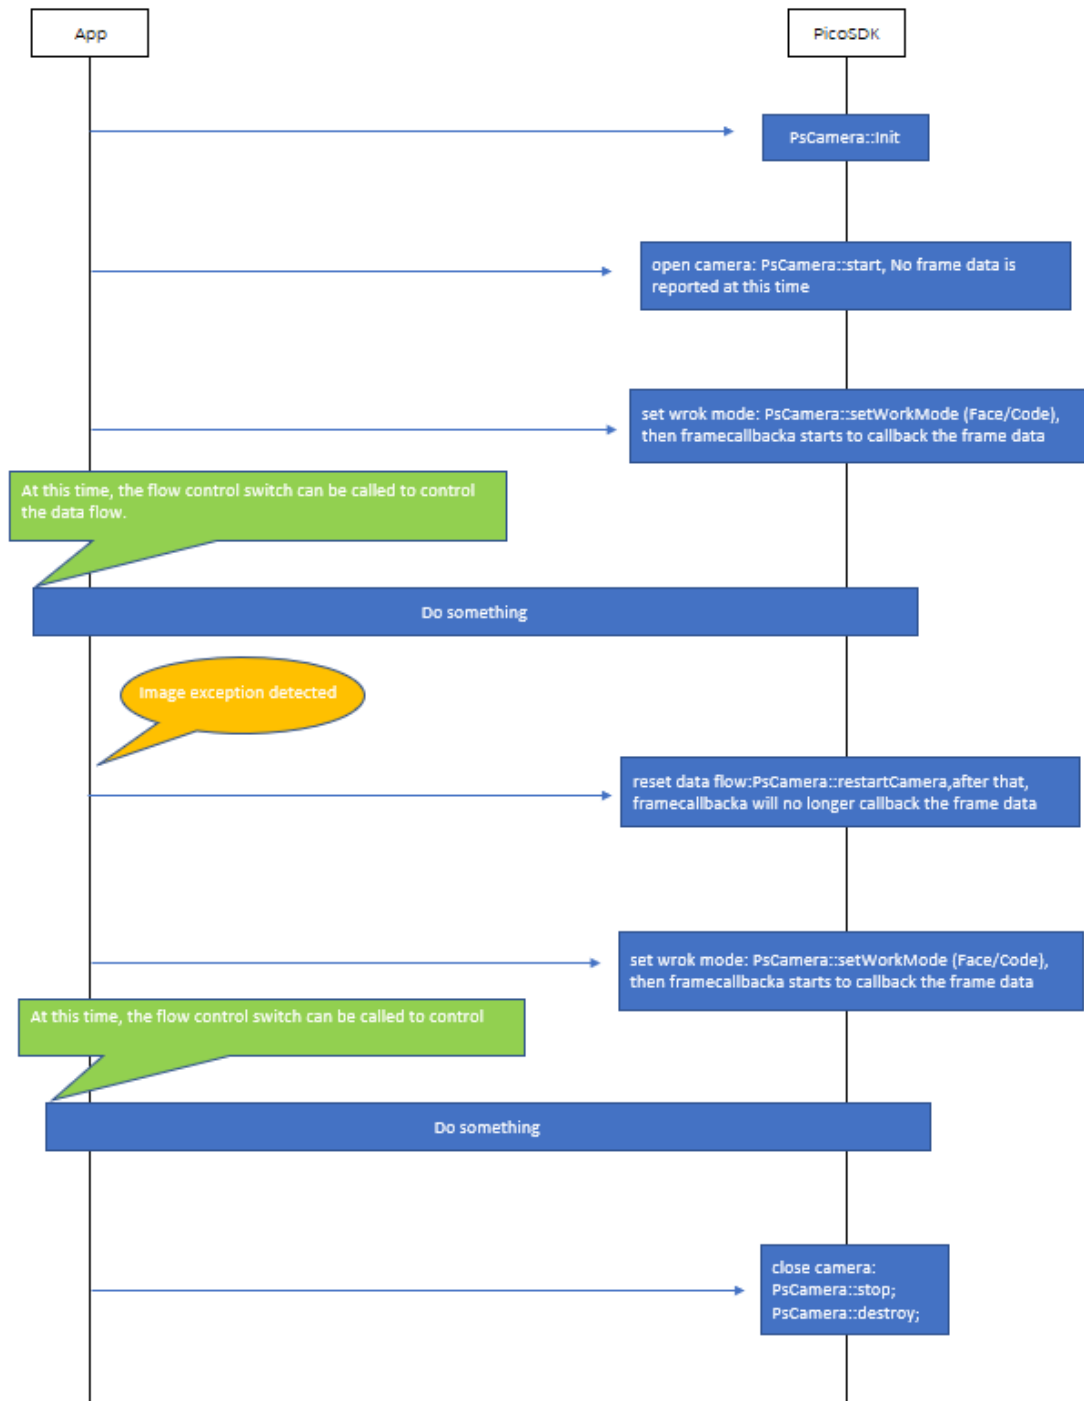 App
PicoSDK
PsCamera::Init
open camera: PsCamera::start, No frame data is
reported at this time
set wrok mode: PsCamera::setWorkMode (Face/Code),
then framecallbacka starts to callback the frame data
At this time, the flow control switch can be called to control
the data flow.
Do something
Image exception detected
reset data flow:PsCamera::restartCamera,after that,
framecallbacka will no longer callback the frame data
set wrok mode: PsCamera::setWorkMode (Face/Code),
then framecallbacka starts to callback the frame data
At this time, the flow control switch can be called to control
Do something
close camera:
PsCamera::stop;
PsCamera::destroy;